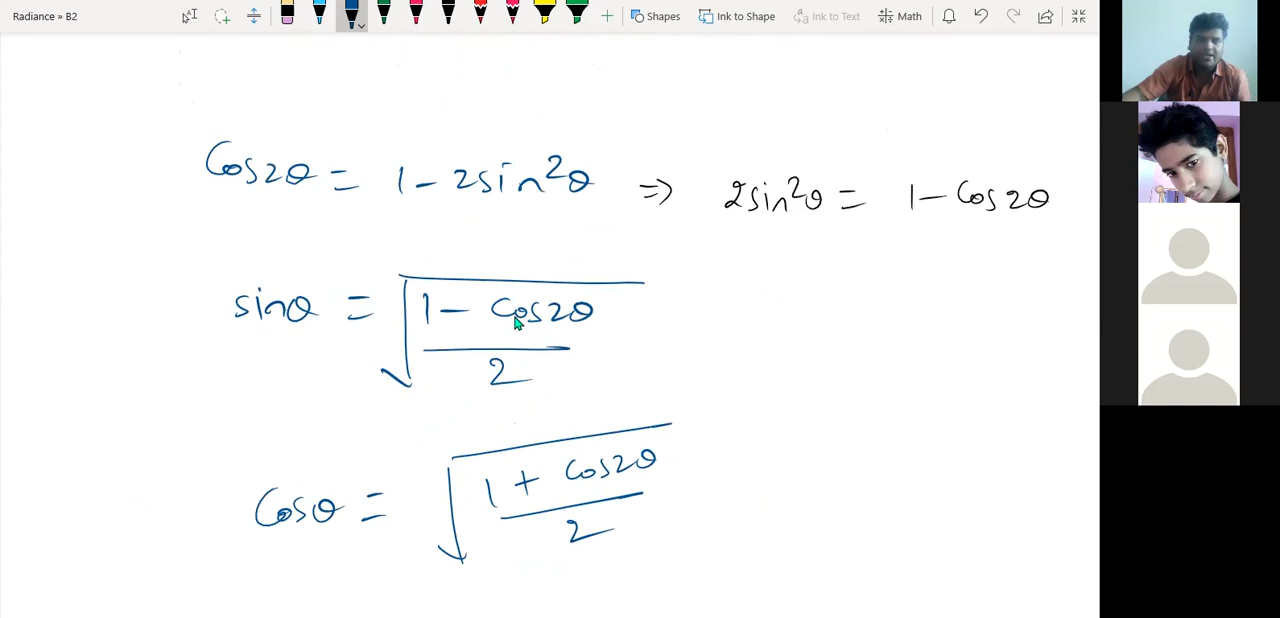 Radiance » B2
Shapes Ink to Shape Ink to Text Math
Cos2θ = 1 - 2sin²θ ⇒ 2sin²θ = 1 - Cos2θ
sinθ = √((1 - Cos2θ)/2)
Cosθ = √((1 + Cos2θ)/2)